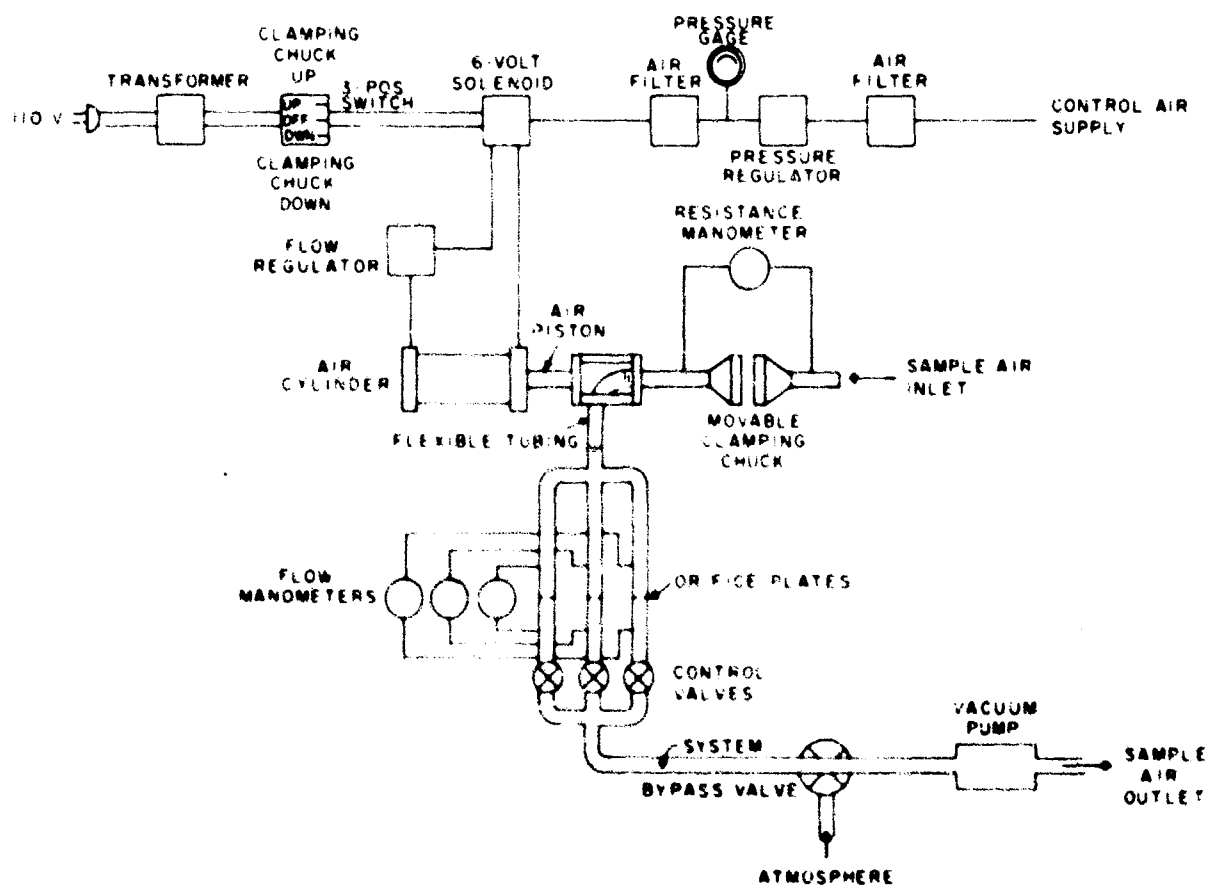 CLAMPING
CHUCK
UP
TRANSFORMER
3-POS
SWITCH
6-VOLT
SOLENOID
AIR
FILTER
PRESSURE
GAGE
AIR
FILTER
110 V
UP
OFF
DWN
CONTROL AIR
SUPPLY
CLAMPING
CHUCK
DOWN
PRESSURE
REGULATOR
FLOW
REGULATOR
RESISTANCE
MANOMETER
AIR
PISTON
AIR
CYLINDER
SAMPLE AIR
INLET
FLEXIBLE TUBING
MOVABLE
CLAMPING
CHUCK
FLOW
MANOMETERS
ORIFICE PLATES
CONTROL
VALVES
VACUUM
PUMP
SYSTEM
BYPASS VALVE
SAMPLE
AIR
OUTLET
ATMOSPHERE